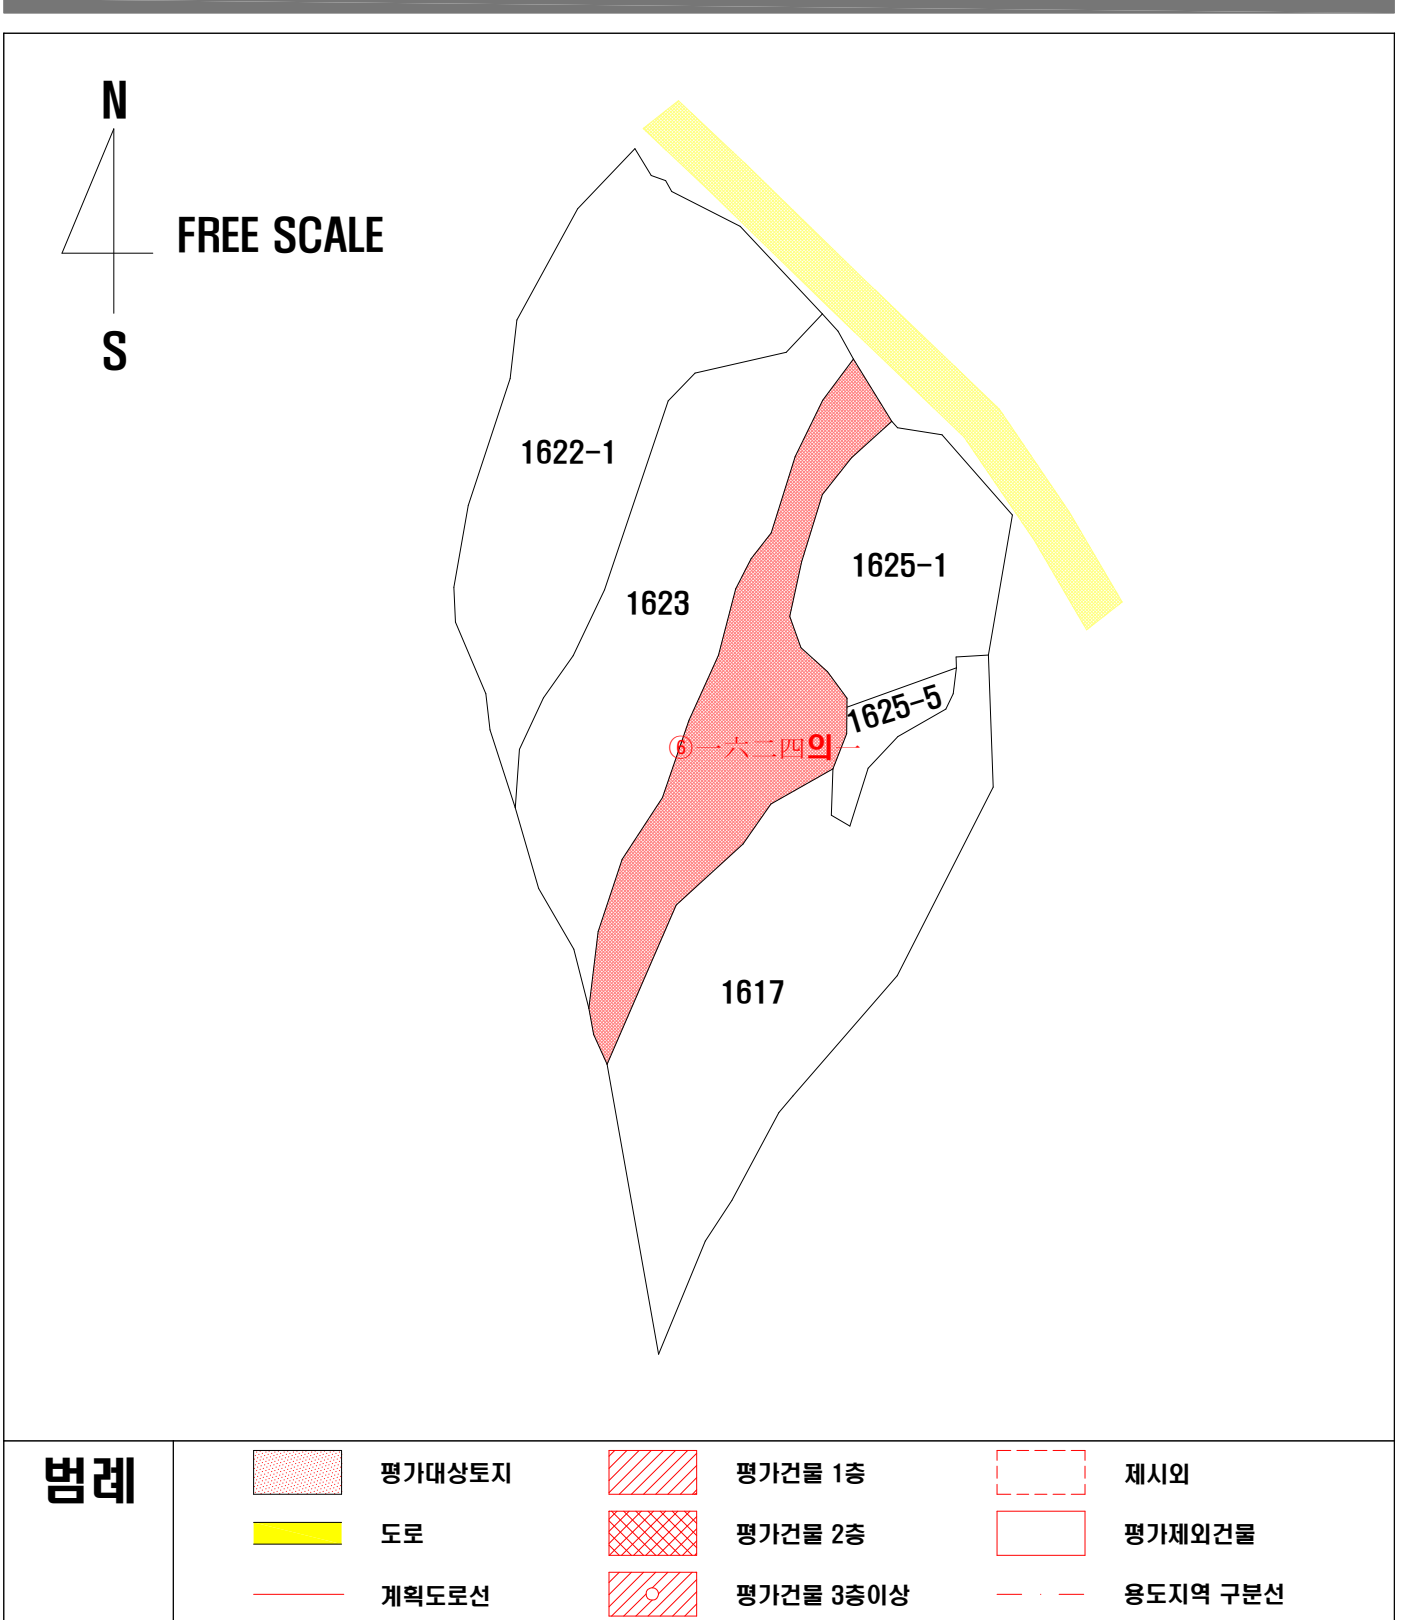 N
FREE SCALE
S
1622-1
1625-1
1623
1625-5
⑥一六二四의一
1617
범례
평가대상토지
평가건물 1층
제시외
도로
평가건물 2층
평가제외건물
계획도로선
평가건물 3층이상
용도지역 구분선